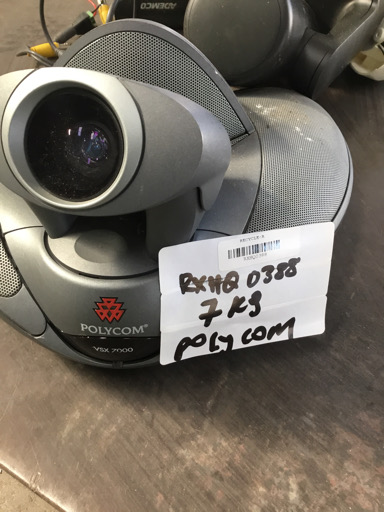 ADEMCO
RXHQ 0388
7 Kg
POLYCOM
POLYCOM®
VSX 7000